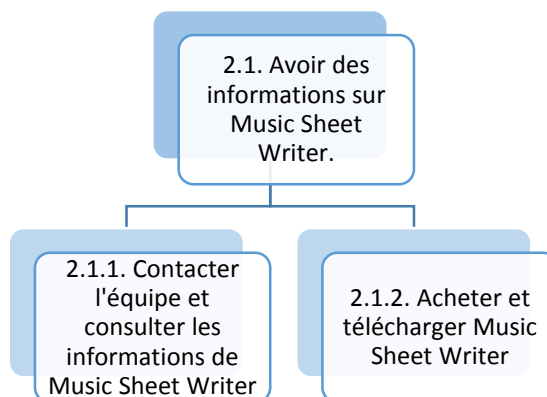 2.1. Avoir des
informations sur
Music Sheet
Writer.
2.1.1. Contacter
l'équipe et
consulter les
informations de
Music Sheet Writer
2.1.2. Acheter et
télécharger Music
Sheet Writer